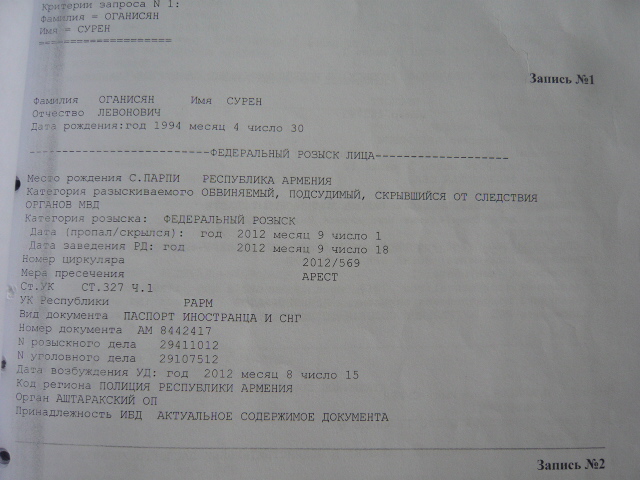 Критерии запроса N 1:
Фамилия = ОГАНИСЯН
Имя = СУРЕН
====================
Запись №1
Фамилия ОГАНИСЯН Имя СУРЕН
Отчество ЛЕВОНОВИЧ
Дата рождения:год 1994 месяц 4 число 30
---------------------------ФЕДЕРАЛЬНЫЙ РОЗЫСК ЛИЦА--------------------
Место рождения С.ПАРПИ РЕСПУБЛИКА АРМЕНИЯ
Категория разыскиваемого ОБВИНЯЕМЫЙ, ПОДСУДИМЫЙ, СКРЫВШИЙСЯ ОТ СЛЕДСТВИЯ
ОРГАНОВ МВД
Категория розыска: ФЕДЕРАЛЬНЫЙ РОЗЫСК
Дата (пропал/скрылся): год 2012 месяц 9 число 1
Дата заведения РД: год 2012 месяц 9 число 18
Номер циркуляра 2012/569
Мера пресечения АРЕСТ
Ст.УК СТ.327 Ч.1
УК Республики РАРМ
Вид документа ПАСПОРТ ИНОСТРАНЦА И СНГ
Номер документа АМ 8442417
N розыскного дела 29411012
N уголовного дела 29107512
Дата возбуждения УД: год 2012 месяц 8 число 15
Код региона ПОЛИЦИЯ РЕСПУБЛИКИ АРМЕНИЯ
Орган АШТАРАКСКИЙ ОП
Принадлежность ИБД АКТУАЛЬНОЕ СОДЕРЖИМОЕ ДОКУМЕНТА
Запись №2